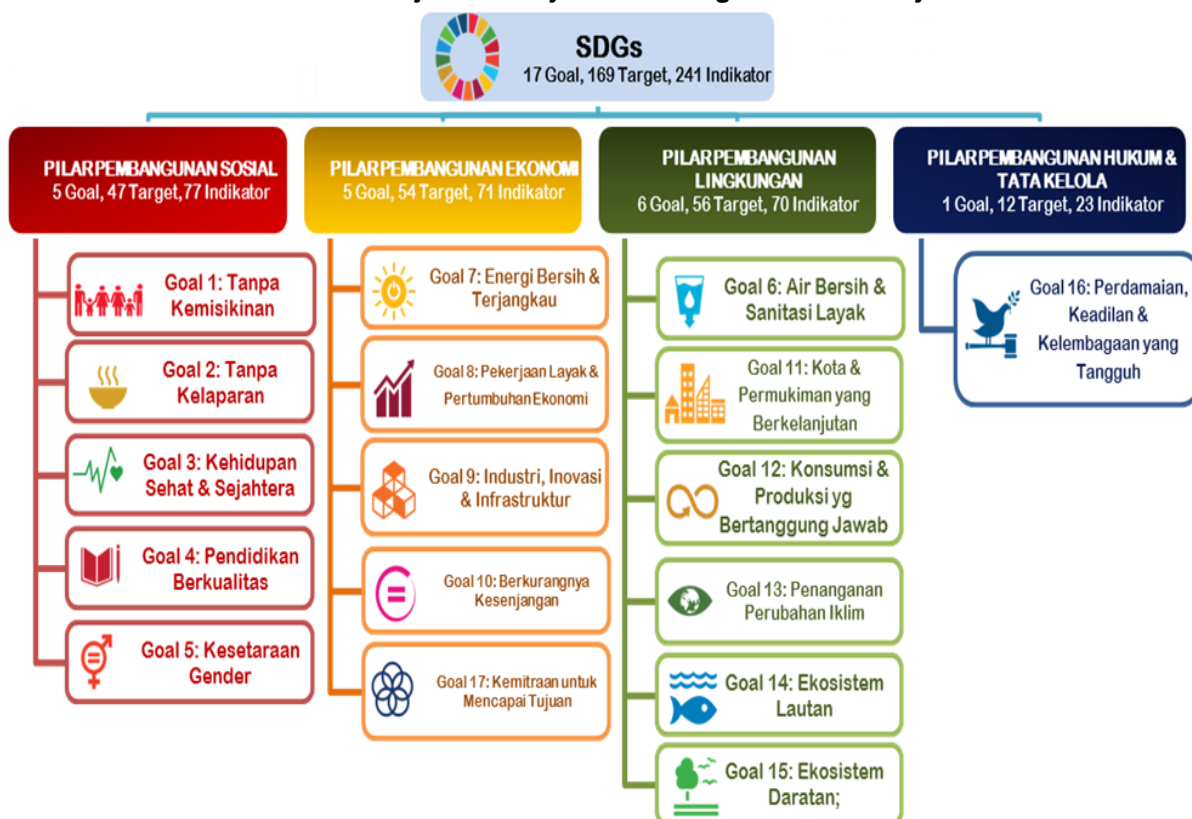 SDGs
17 Goal, 169 Target, 241 Indikator
PILAR PEMBANGUNAN SOSIAL
5 Goal, 47 Target,77 Indikator
Goal 1: Tanpa
Kemisikinan
Goal 2: Tanpa
Kelaparan
Goal 3: Kehidupan
Sehat & Sejahtera
Goal 4: Pendidikan
Berkualitas
Goal 5: Kesetaraan
Gender
PILAR PEMBANGUNAN EKONOMI
5 Goal, 54 Target, 71 Indikator
Goal 7: Energi Bersih &
Terjangkau
Goal 8: Pekerjaan Layak &
Pertumbuhan Ekonomi
Goal 9: Industri, Inovasi
& Infrastruktur
Goal 10: Berkurangnya
Kesenjangan
Goal 17: Kemitraan untuk
Mencapai Tujuan
PILAR PEMBANGUNAN
LINGKUNGAN
6 Goal, 56 Target, 70 Indikator
Goal 6: Air Bersih &
Sanitasi Layak
Goal 11: Kota &
Permukiman yang
Berkelanjutan
Goal 12: Konsumsi &
Produksi yg
Bertanggung Jawab
Goal 13: Penanganan
Perubahan Iklim
Goal 14: Ekosistem
Lautan
Goal 15: Ekosistem
Daratan;
PILAR PEMBANGUNAN HUKUM &
TATA KELOLA
1 Goal, 12 Target, 23 Indikator
Goal 16: Perdamaian,
Keadilan &
Kelembagaan yang
Tangguh